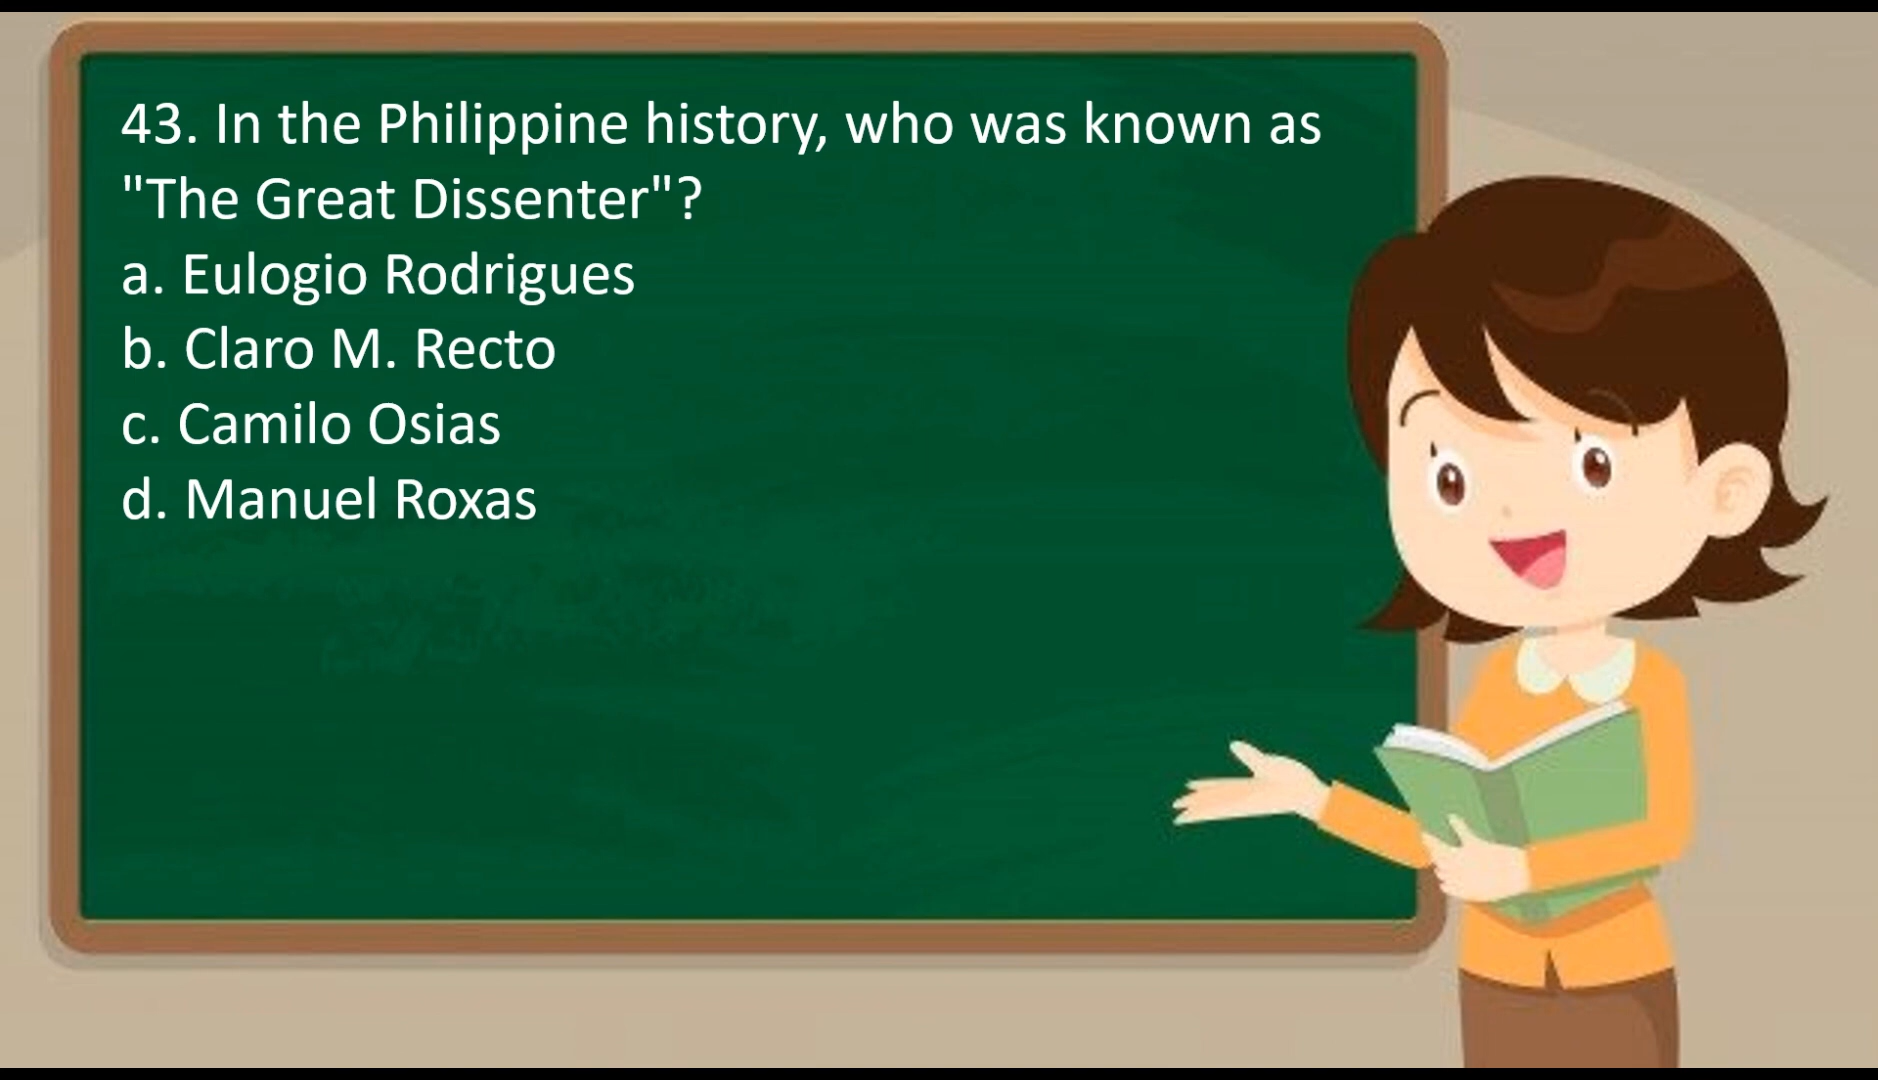 43. In the Philippine history, who was known as
"The Great Dissenter"?
a. Eulogio Rodrigues
b. Claro M. Recto
c. Camilo Osias
d. Manuel Roxas